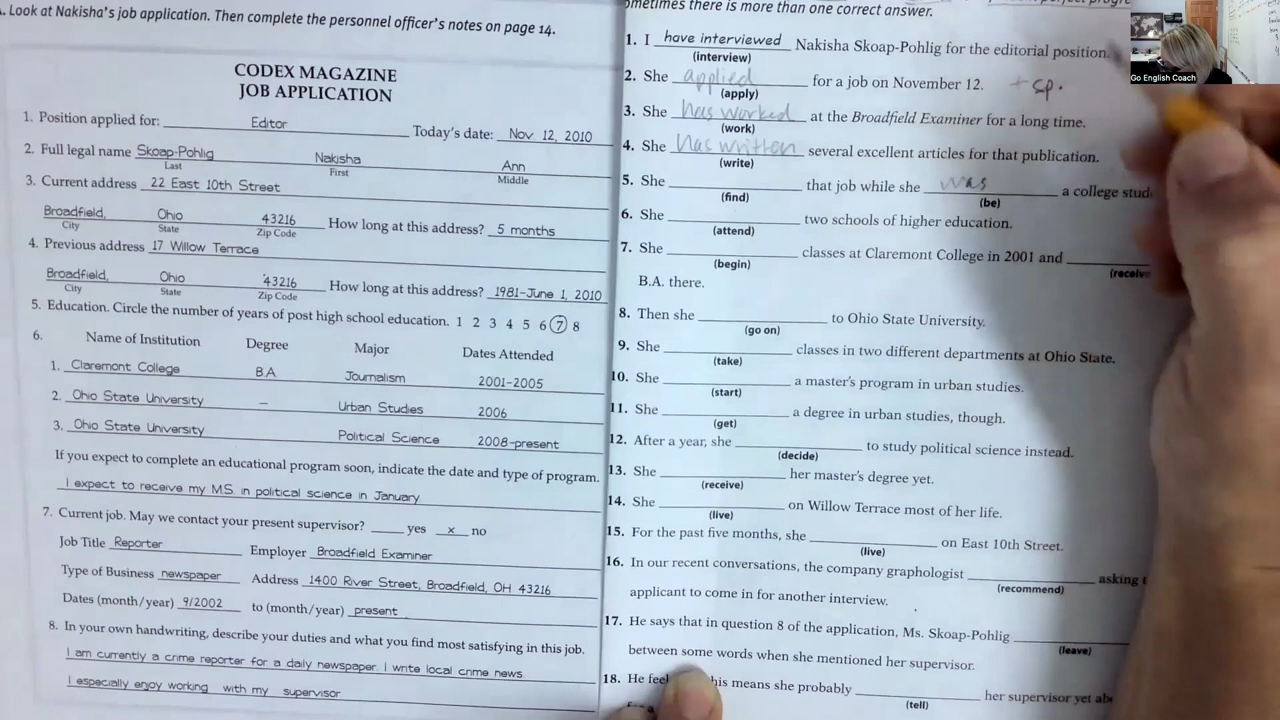 . Look at Nakisha's job application. Then complete the personnel officer's notes on page 14.
CODEX MAGAZINE
JOB APPLICATION
1. Position applied for: Editor Today's date: Nov 12, 2010
2. Full legal name Skoap-Pohlig Nakisha Ann
Last First Middle
3. Current address 22 East 10th Street
Broadfield, Ohio 43216 How long at this address? 5 months
City State Zip Code
4. Previous address 17 Willow Terrace
Broadfield, Ohio 43216 How long at this address? 1981-June 1, 2010
City State Zip Code
5. Education. Circle the number of years of post high school education. 1 2 3 4 5 6 7 8
6. Name of Institution Degree Major Dates Attended
1. Claremont College B.A. Journalism 2001-2005
2. Ohio State University – Urban Studies 2006
3. Ohio State University Political Science 2008-present
If you expect to complete an educational program soon, indicate the date and type of program.
I expect to receive my M.S. in political science in January
7. Current job. May we contact your present supervisor? yes x no
Job Title Reporter Employer Broadfield Examiner
Type of Business newspaper Address 1400 River Street, Broadfield, OH 43216
Dates (month/year) 9/2002 to (month/year) present
8. In your own handwriting, describe your duties and what you find most satisfying in this job.
I am currently a crime reporter for a daily newspaper. I write local crime news.
I especially enjoy working with my supervisor
ometimes there is more than one correct answer.
1. I have interviewed Nakisha Skoap-Pohlig for the editorial position.
(interview)
2. She applied for a job on November 12. + sp.
(apply)
3. She has worked at the Broadfield Examiner for a long time.
(work)
4. She has written several excellent articles for that publication.
(write)
5. She that job while she was a college stud
(find) (be)
6. She two schools of higher education.
(attend)
7. She classes at Claremont College in 2001 and
(begin) (receive
B.A. there.
8. Then she to Ohio State University.
(go on)
9. She classes in two different departments at Ohio State.
(take)
10. She a master's program in urban studies.
(start)
11. She a degree in urban studies, though.
(get)
12. After a year, she to study political science instead.
(decide)
13. She her master's degree yet.
(receive)
14. She on Willow Terrace most of her life.
(live)
15. For the past five months, she on East 10th Street.
(live)
16. In our recent conversations, the company graphologist asking
(recommend)
applicant to come in for another interview.
17. He says that in question 8 of the application, Ms. Skoap-Pohlig
(leave)
between some words when she mentioned her supervisor.
18. He feel his means she probably her supervisor yet ab
(tell)
Go English Coach